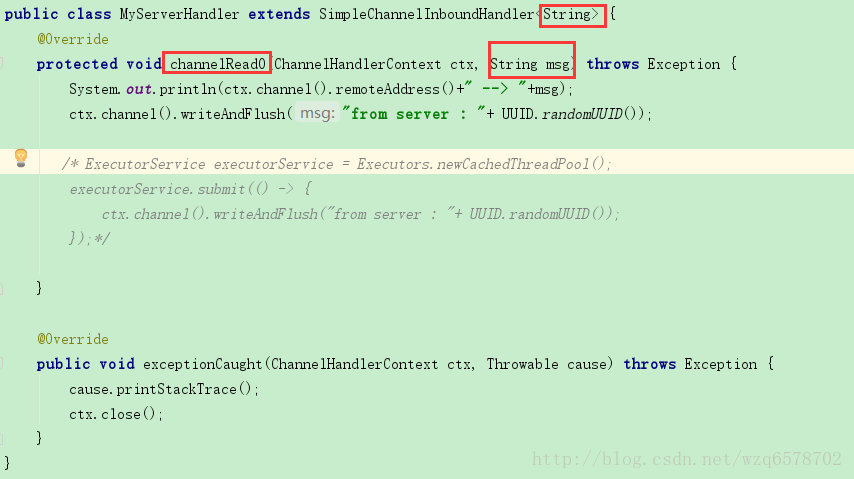 public class MyServerHandler extends SimpleChannelInboundHandler<String> {
@Override
protected void channelRead0(ChannelHandlerContext ctx, String msg) throws Exception {
System.out.println(ctx.channel().remoteAddress()+" --> "+msg);
ctx.channel().writeAndFlush( msg: "from server : "+ UUID.randomUUID());
/* ExecutorService executorService = Executors.newCachedThreadPool();
executorService.submit(() -> {
ctx.channel().writeAndFlush("from server : "+ UUID.randomUUID());
});*/
}
@Override
public void exceptionCaught(ChannelHandlerContext ctx, Throwable cause) throws Exception {
cause.printStackTrace();
ctx.close();
}
}
http://blog.csdn.net/wzq6578702